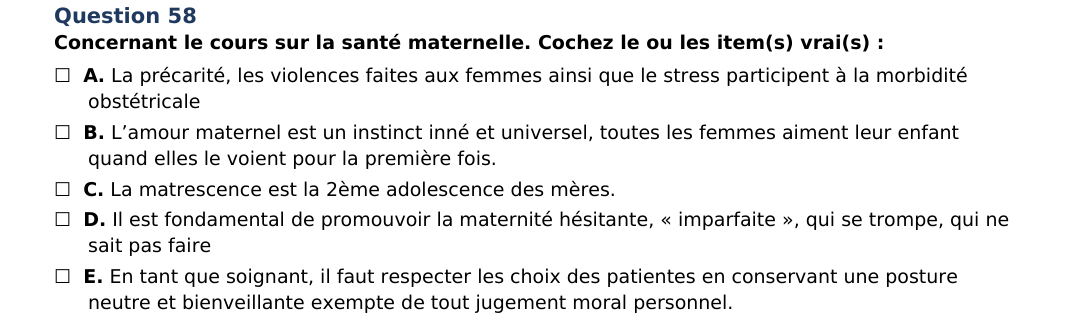 Question 58
Concernant le cours sur la santé maternelle. Cochez le ou les item(s) vrai(s) :
☐ A. La précarité, les violences faites aux femmes ainsi que le stress participent à la morbidité
obstétricale
☐ B. L’amour maternel est un instinct inné et universel, toutes les femmes aiment leur enfant
quand elles le voient pour la première fois.
☐ C. La matrescence est la 2ème adolescence des mères.
☐ D. Il est fondamental de promouvoir la maternité hésitante, « imparfaite », qui se trompe, qui ne
sait pas faire
☐ E. En tant que soignant, il faut respecter les choix des patientes en conservant une posture
neutre et bienveillante exempte de tout jugement moral personnel.